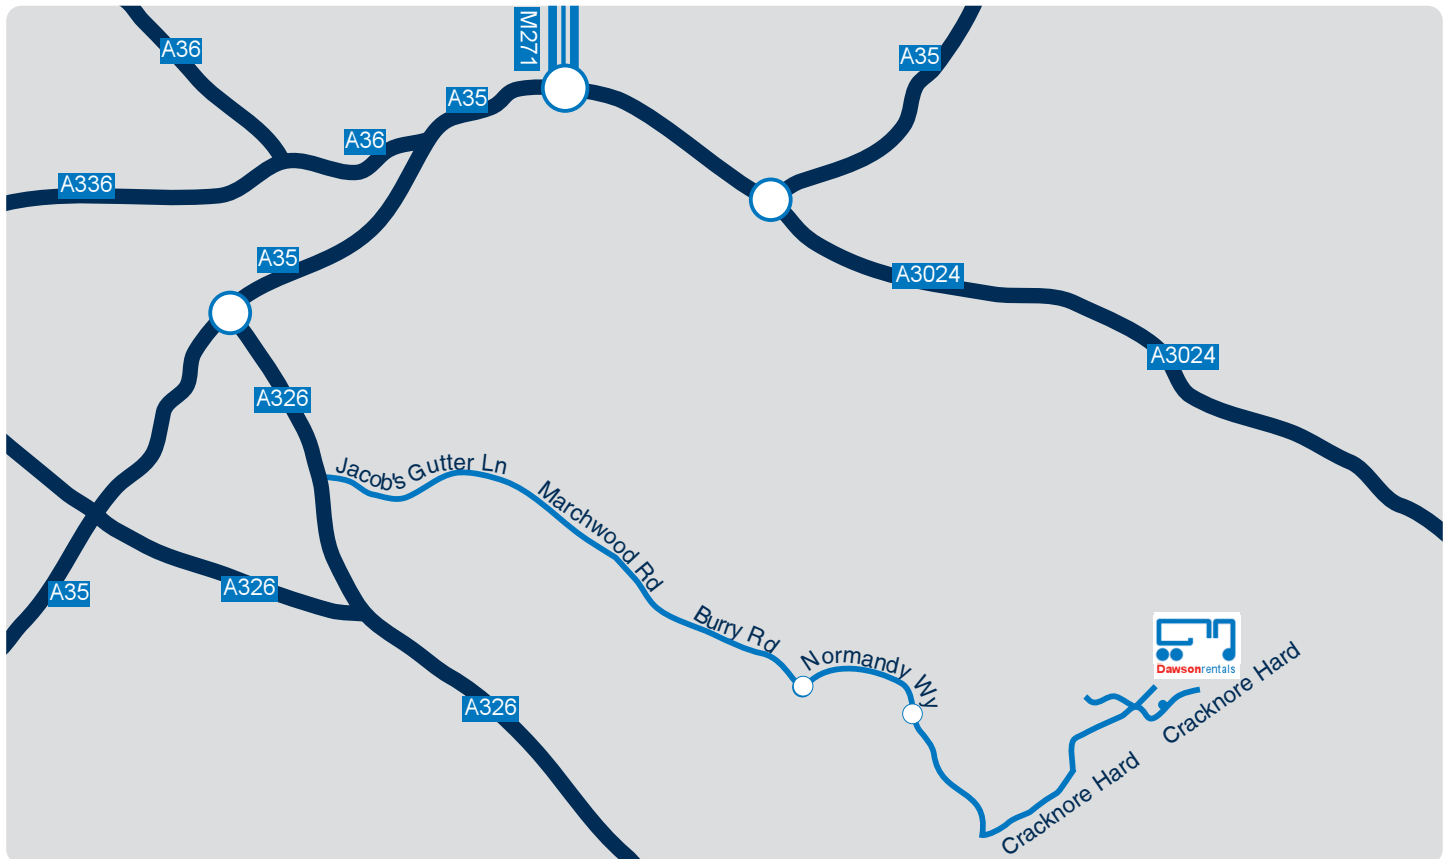 M271
A36
A35
A35
A36
A336
A35
A3024
A3024
A326
Jacob's Gutter Ln
Marchwood Rd
A35
A326
Burry Rd
Normandy Wy
Dawsonrentals
Cracknore Hard
A326
Cracknore Hard